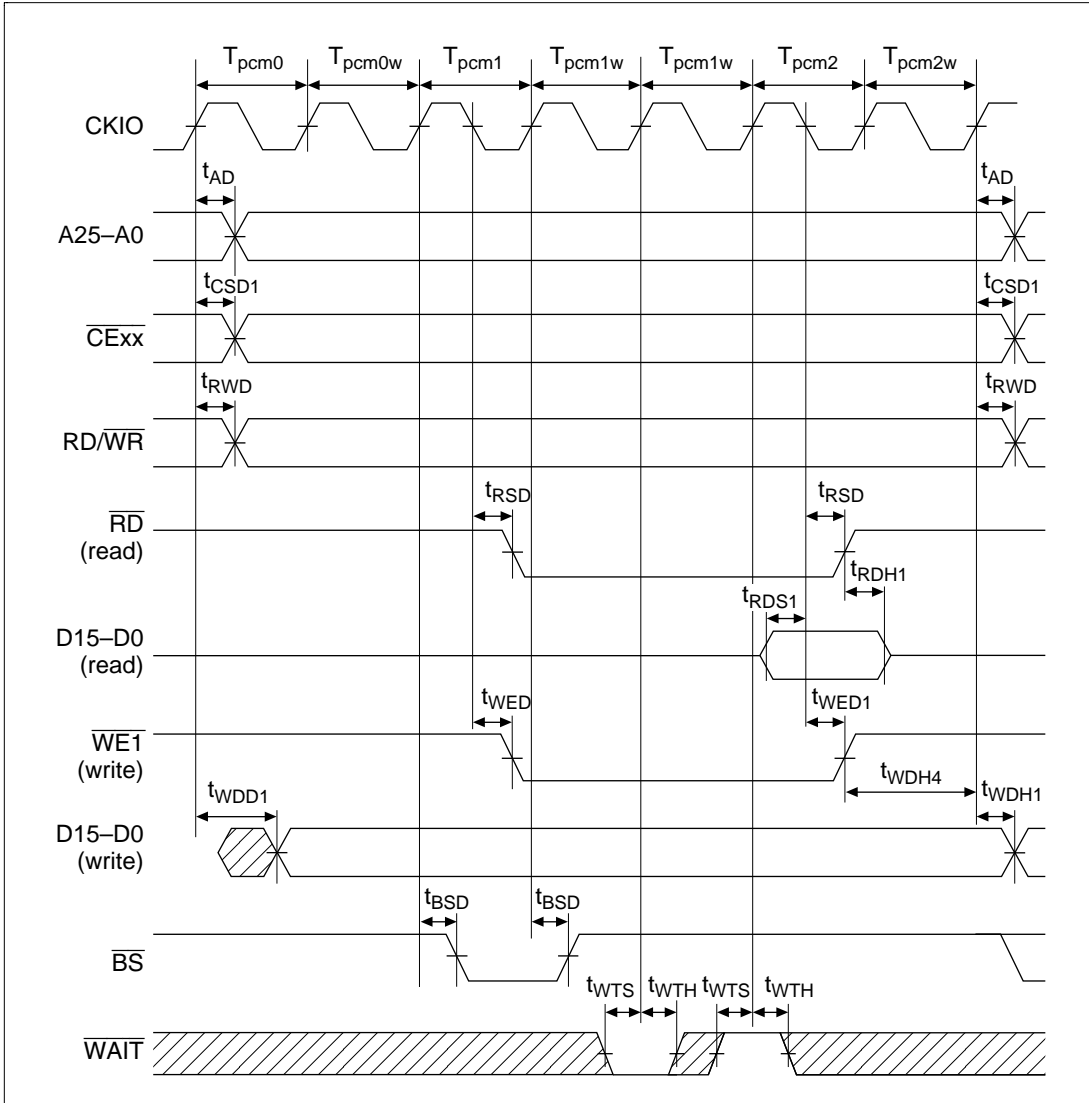 Tpcm0 Tpcm0w Tpcm1 Tpcm1w Tpcm1w Tpcm2 Tpcm2w
CKIO
tAD tAD
A25–A0
tCSD1 tCSD1
CExx
tRWD tRWD
RD/WR
tRSD tRSD
RD
(read)
tRDH1
tRDS1
D15–D0
(read)
tWED tWED1
WE1
(write)
tWDH4
tWDD1 tWDH1
D15–D0
(write)
tBSD tBSD
BS
tWTS tWTH tWTS tWTH
WAIT